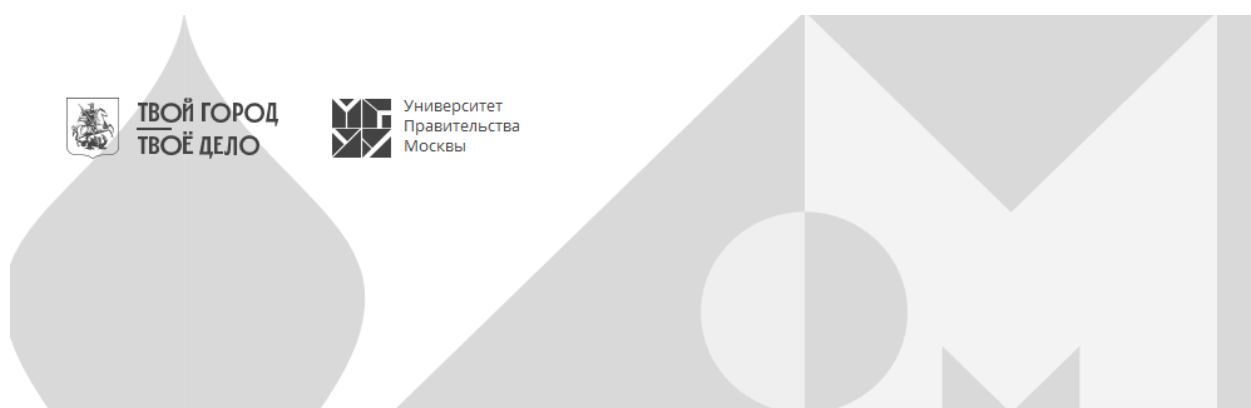 ТВОЙ ГОРОД
ТВОЁ ДЕЛО
Университет
Правительства
Москвы